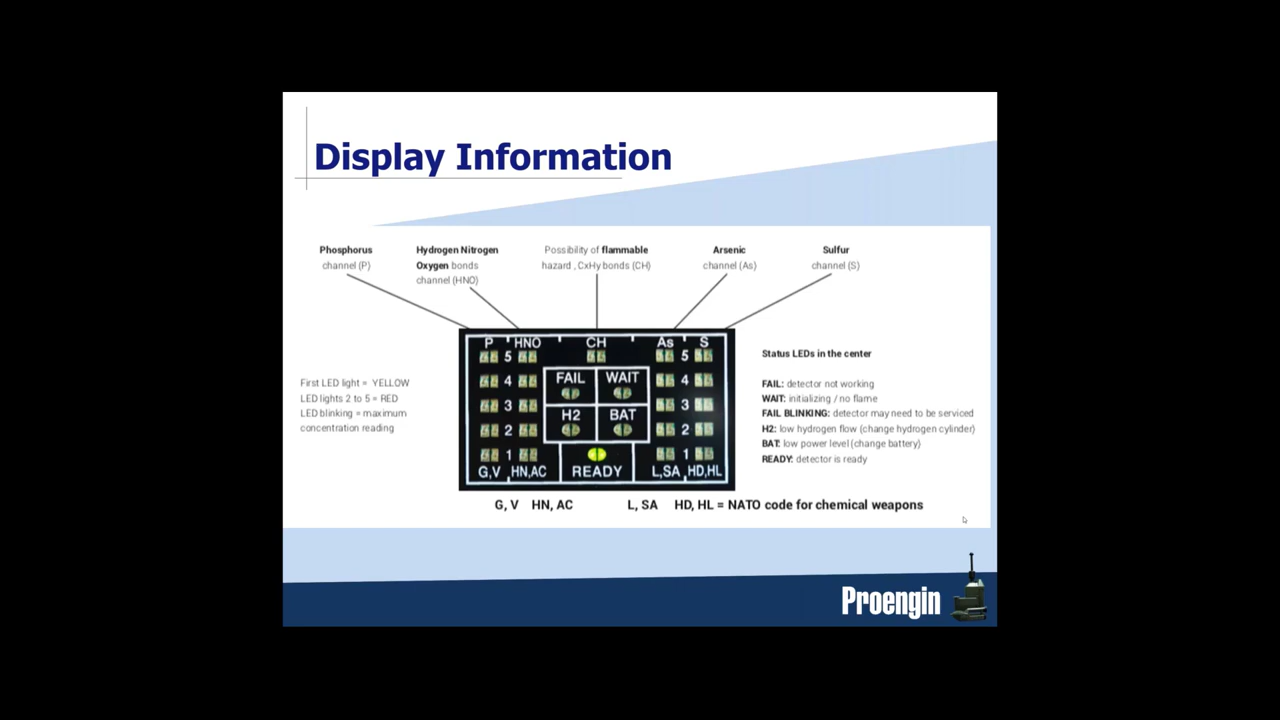 Display Information
Phosphorus
channel (P)
Hydrogen Nitrogen
Oxygen bonds
channel (HNO)
Possibility of flammable
hazard , CxHy bonds (CH)
Arsenic
channel (As)
Sulfur
channel (S)
First LED light = YELLOW
LED lights 2 to 5 = RED
LED blinking = maximum
concentration reading
P HNO CH As S
5 5
4 FAIL WAIT 4
3 3
2 H2 BAT 2
1 1
G,V HN,AC READY L,SA HD,HL
Status LEDs in the center
FAIL: detector not working
WAIT: initializing / no flame
FAIL BLINKING: detector may need to be serviced
H2: low hydrogen flow (change hydrogen cylinder)
BAT: low power level (change battery)
READY: detector is ready
G, V HN, AC L, SA HD, HL = NATO code for chemical weapons
Proengin